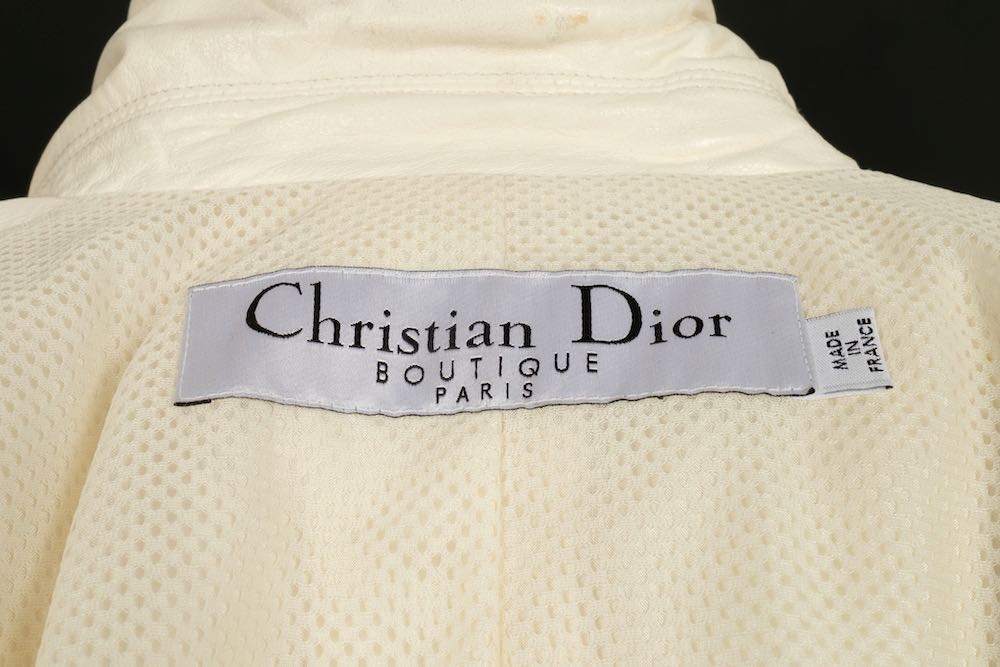 Christian Dior
BOUTIQUE
PARIS
MADE
IN
FRANCE